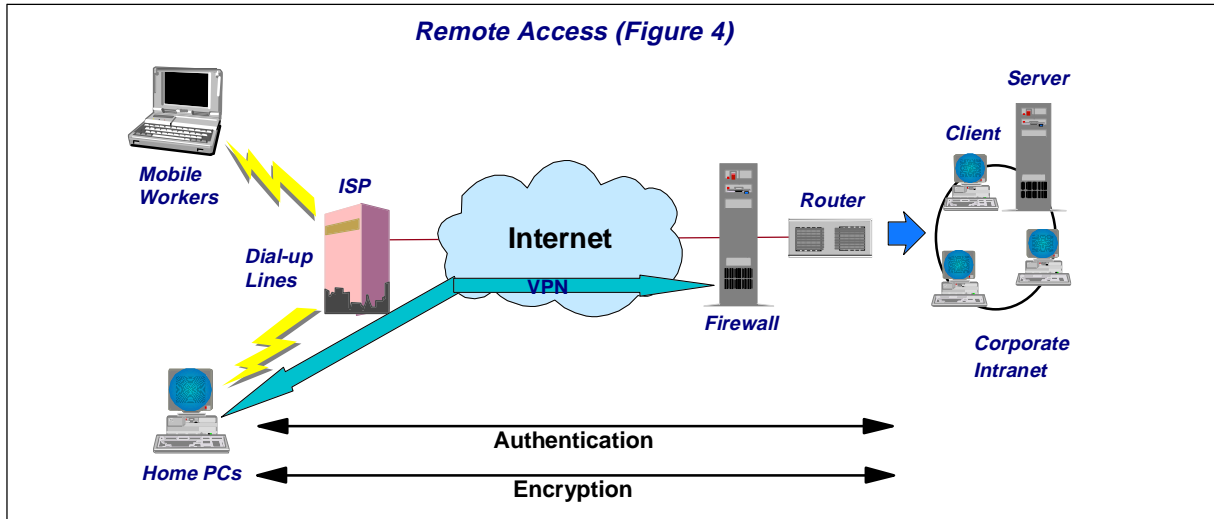 Remote Access (Figure 4)
Server
Client
Mobile
Workers
ISP
Router
Internet
Dial-up
Lines
VPN
Firewall
Corporate
Intranet
Authentication
Home PCs
Encryption